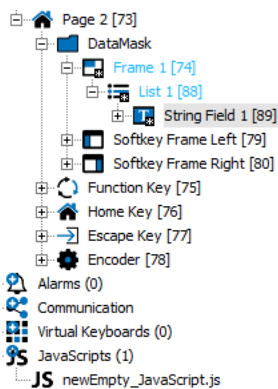 Page 2 [73]
DataMask
Frame 1 [74]
List 1 [88]
String Field 1 [89]
Softkey Frame Left [79]
Softkey Frame Right [80]
Function Key [75]
Home Key [76]
Escape Key [77]
Encoder [78]
Alarms (0)
Communication
Virtual Keyboards (0)
JavaScripts (1)
JS newEmpty_JavaScript.js